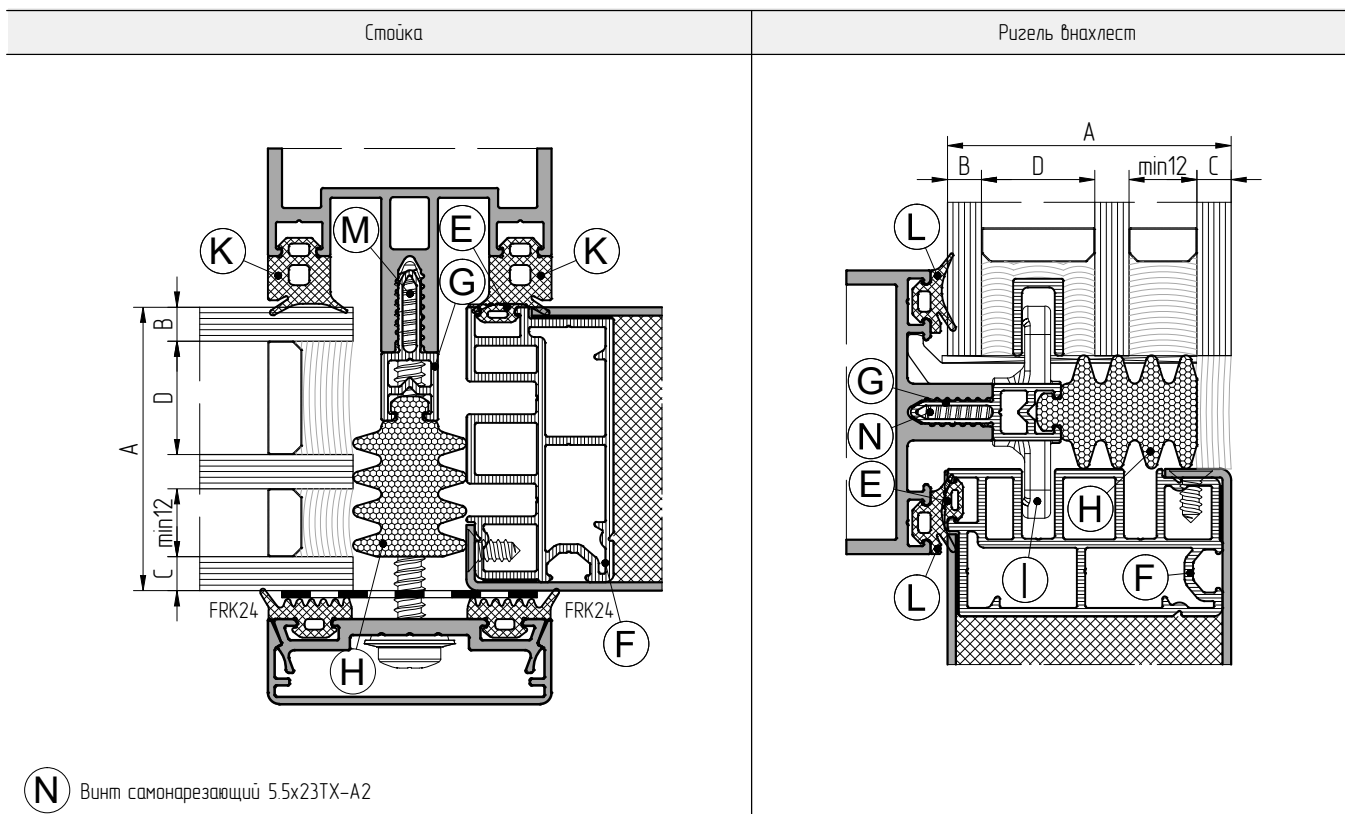 Стойка
Ригель внахлест
M
E
K
K
G
B
D
A
min12
C
FRK24
FRK24
H
F
A
B
D
min12
C
L
G
N
E
H
I
F
L
N Винт самонарезающий 5.5x23TX-A2